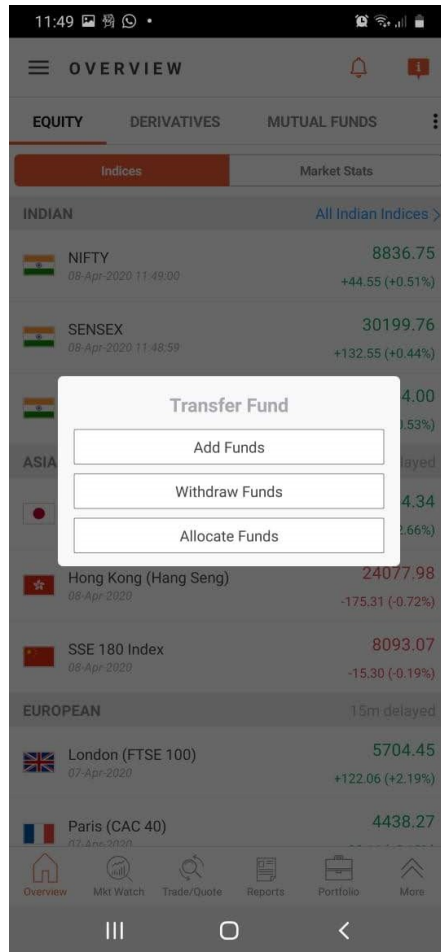 11:49
OVERVIEW
EQUITY DERIVATIVES MUTUAL FUNDS
Indices Market Stats
INDIAN All Indian Indices >
NIFTY 8836.75
08-Apr-2020 11:49:00 +44.55 (+0.51%)
SENSEX 30199.76
08-Apr-2020 11:48:59 +132.55 (+0.44%)
4.00
.53%)
Transfer Fund
Add Funds
Withdraw Funds
Allocate Funds
ASIA layed
4.34
.66%)
Hong Kong (Hang Seng) 24077.98
08-Apr-2020 -175.31 (-0.72%)
SSE 180 Index 8093.07
08-Apr-2020 -15.30 (-0.19%)
EUROPEAN 15m delayed
London (FTSE 100) 5704.45
07-Apr-2020 +122.06 (+2.19%)
Paris (CAC 40) 4438.27
07-Apr-2020
Overview Mkt Watch Trade/Quote Reports Portfolio More